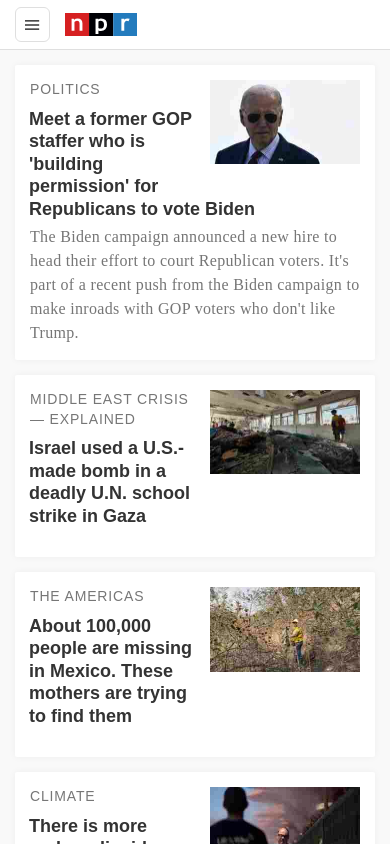 npr
POLITICS
Meet a former GOP
staffer who is
'building
permission' for
Republicans to vote Biden
The Biden campaign announced a new hire to
head their effort to court Republican voters. It's
part of a recent push from the Biden campaign to
make inroads with GOP voters who don't like
Trump.
MIDDLE EAST CRISIS
— EXPLAINED
Israel used a U.S.-
made bomb in a
deadly U.N. school
strike in Gaza
THE AMERICAS
About 100,000
people are missing
in Mexico. These
mothers are trying
to find them
CLIMATE
There is more